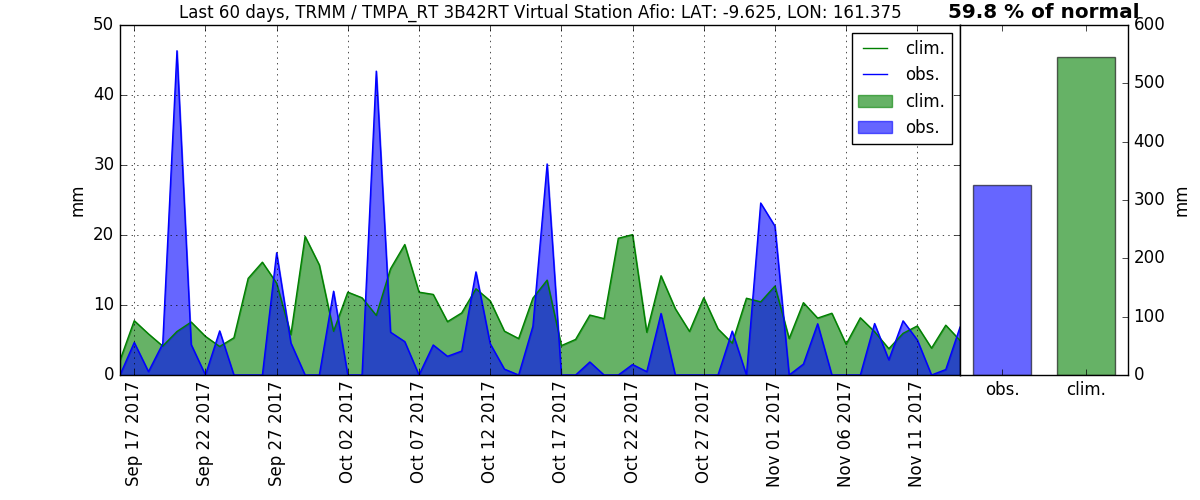 Last 60 days, TRMM / TMPA_RT 3B42RT Virtual Station Afio: LAT: -9.625, LON: 161.375
59.8 % of normal
50
40
30
20
10
0
mm
clim.
obs.
clim.
obs.
600
500
400
300
200
100
0
mm
Sep 17 2017
Sep 22 2017
Sep 27 2017
Oct 02 2017
Oct 07 2017
Oct 12 2017
Oct 17 2017
Oct 22 2017
Oct 27 2017
Nov 01 2017
Nov 06 2017
Nov 11 2017
obs.
clim.